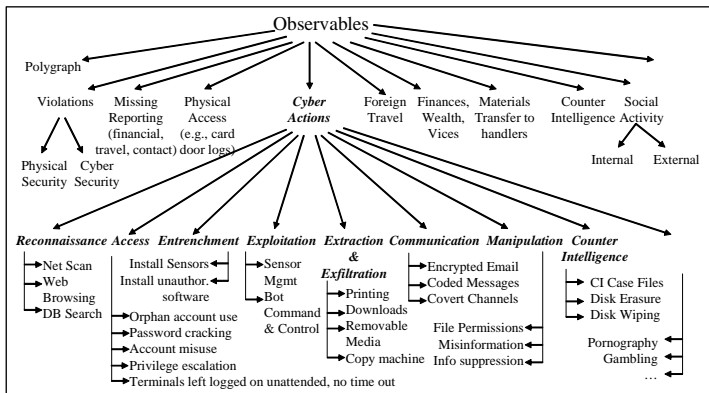 Observables
Polygraph
Violations
Missing
Reporting
(financial,
travel, contact)
Physical
Access
(e.g., card
door logs)
Cyber
Actions
Foreign
Travel
Finances,
Wealth,
Vices
Materials
Transfer to
handlers
Counter
Intelligence
Social
Activity
Physical
Security
Cyber
Security
Internal
External
Reconnaissance
Net Scan
Web
Browsing
DB Search
Access
Orphan account use
Password cracking
Account misuse
Privilege escalation
Terminals left logged on unattended, no time out
Entrenchment
Install Sensors
Install unauthor.
software
Exploitation
Sensor
Mgmt
Bot
Command
& Control
Extraction
&
Exfiltration
Printing
Downloads
Removable
Media
Copy machine
Communication
Encrypted Email
Coded Messages
Covert Channels
Manipulation
File Permissions
Misinformation
Info suppression
Counter
Intelligence
CI Case Files
Disk Erasure
Disk Wiping
Pornography
Gambling
…